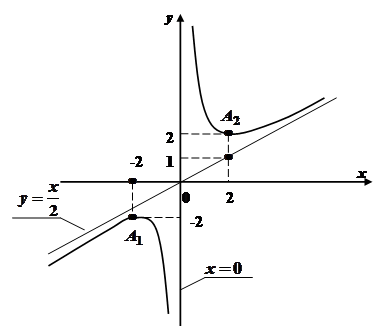 y
A₂
2
1
-2
x
0
2
y = x/2
A₁
-2
x = 0